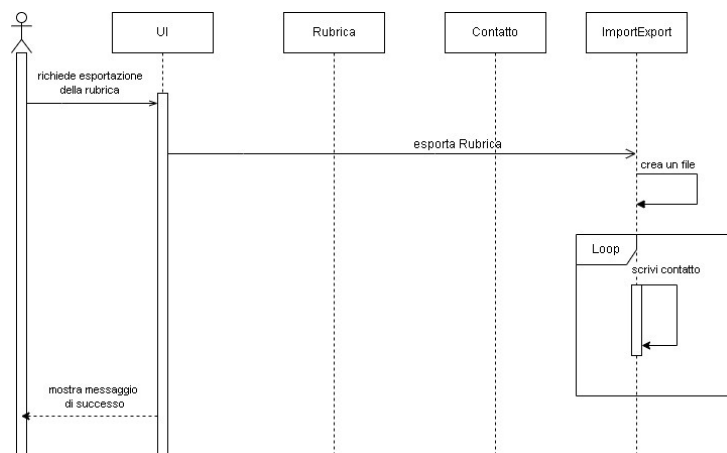 UI
Rubrica
Contatto
ImportExport
richiede esportazione
della rubrica
esporta Rubrica
crea un file
Loop
scrivi contatto
mostra messaggio
di successo